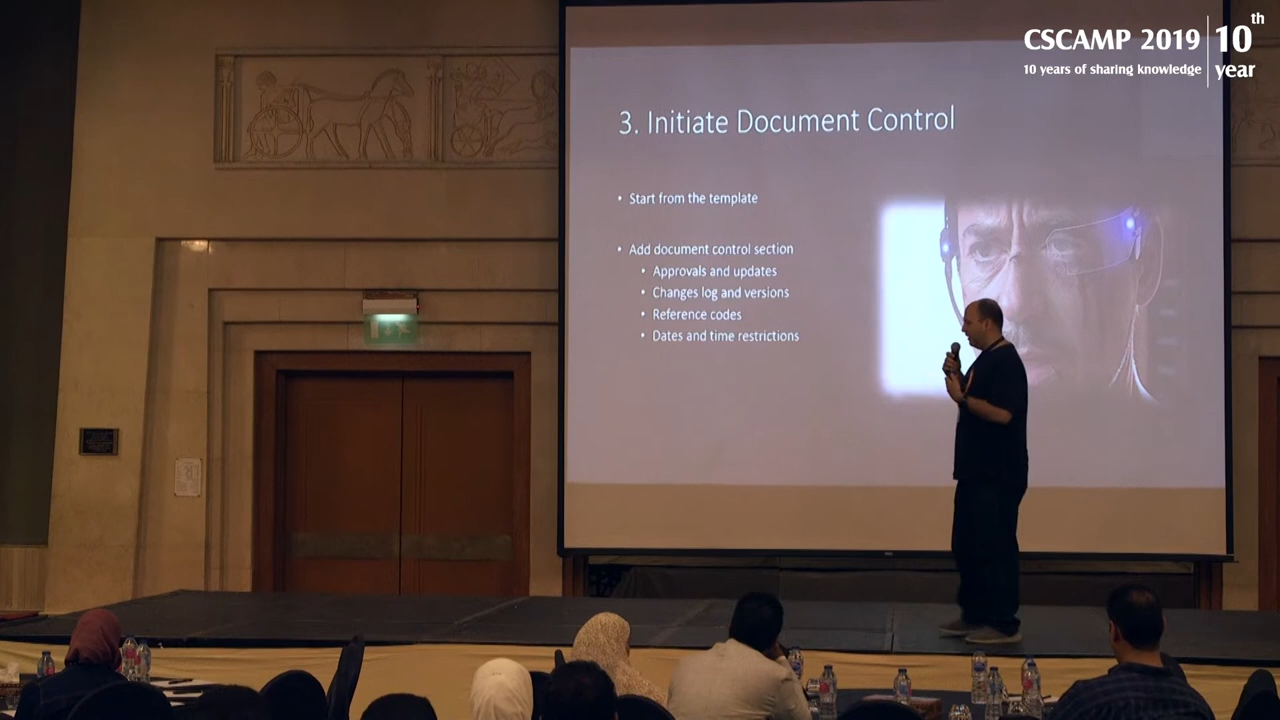 CSCAMP 2019
10 years of sharing knowledge
10th
year
3. Initiate Document Control
• Start from the template
• Add document control section
• Approvals and updates
• Changes log and versions
• Reference codes
• Dates and time restrictions